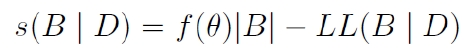 s(B | D) = f(θ)|B| − LL(B | D)